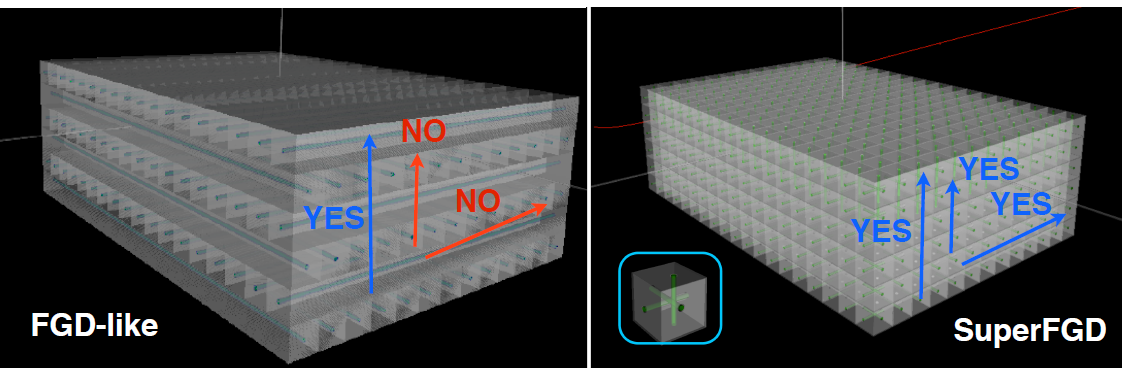 NO
NO
YES
FGD-like
YES
YES
YES
SuperFGD